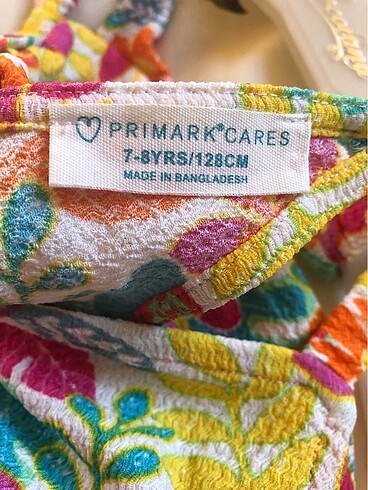 ♡ PRIMARK® CARES
7-8YRS/128CM
MADE IN BANGLADESH